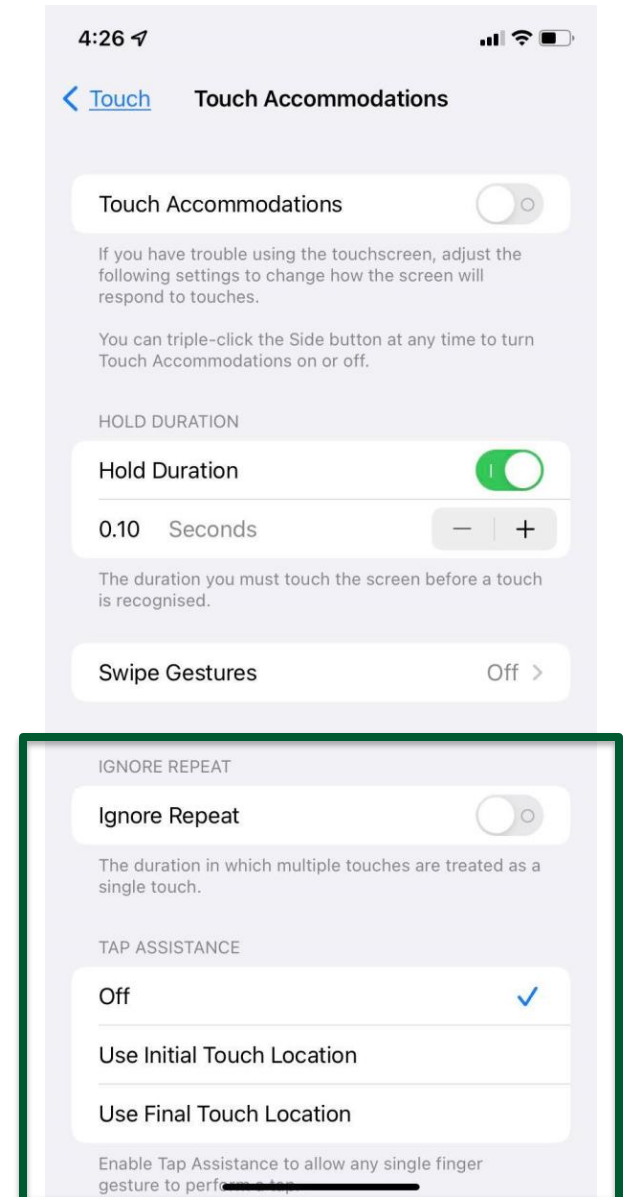 4:26
Touch
Touch Accommodations
Touch Accommodations
If you have trouble using the touchscreen, adjust the
following settings to change how the screen will
respond to touches.
You can triple-click the Side button at any time to turn
Touch Accommodations on or off.
HOLD DURATION
Hold Duration
0.10 Seconds − +
The duration you must touch the screen before a touch
is recognised.
Swipe Gestures Off
IGNORE REPEAT
Ignore Repeat
The duration in which multiple touches are treated as a
single touch.
TAP ASSISTANCE
Off
Use Initial Touch Location
Use Final Touch Location
Enable Tap Assistance to allow any single finger
gesture to perform a tap.